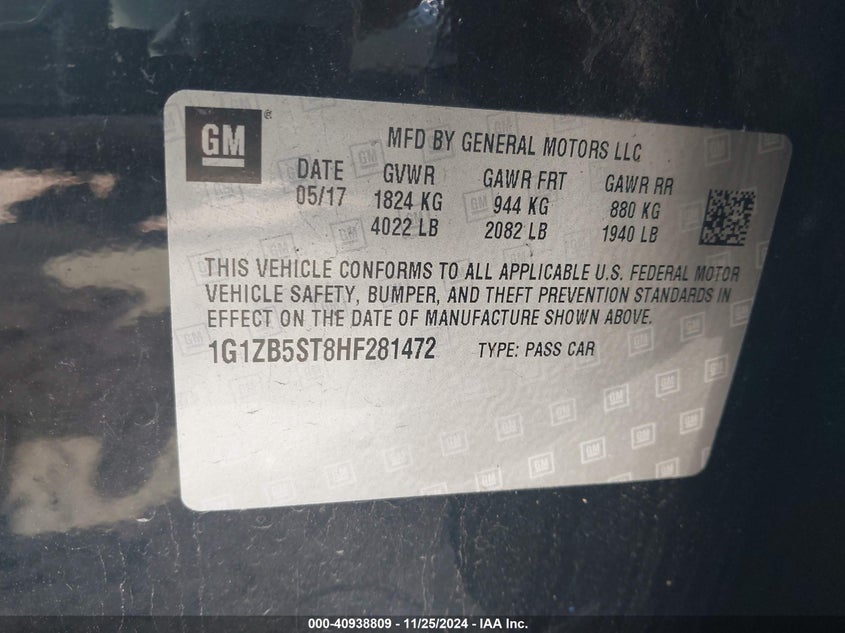 GM
®
MFD BY GENERAL MOTORS LLC
DATE GVWR GAWR FRT GAWR RR
05/17 1824 KG 944 KG 880 KG
4022 LB 2082 LB 1940 LB
THIS VEHICLE CONFORMS TO ALL APPLICABLE U.S. FEDERAL MOTOR
VEHICLE SAFETY, BUMPER, AND THEFT PREVENTION STANDARDS IN
EFFECT ON THE DATE OF MANUFACTURE SHOWN ABOVE.
1G1ZB5ST8HF281472 TYPE: PASS CAR
000-40938809 - 11/25/2024 - IAA Inc.